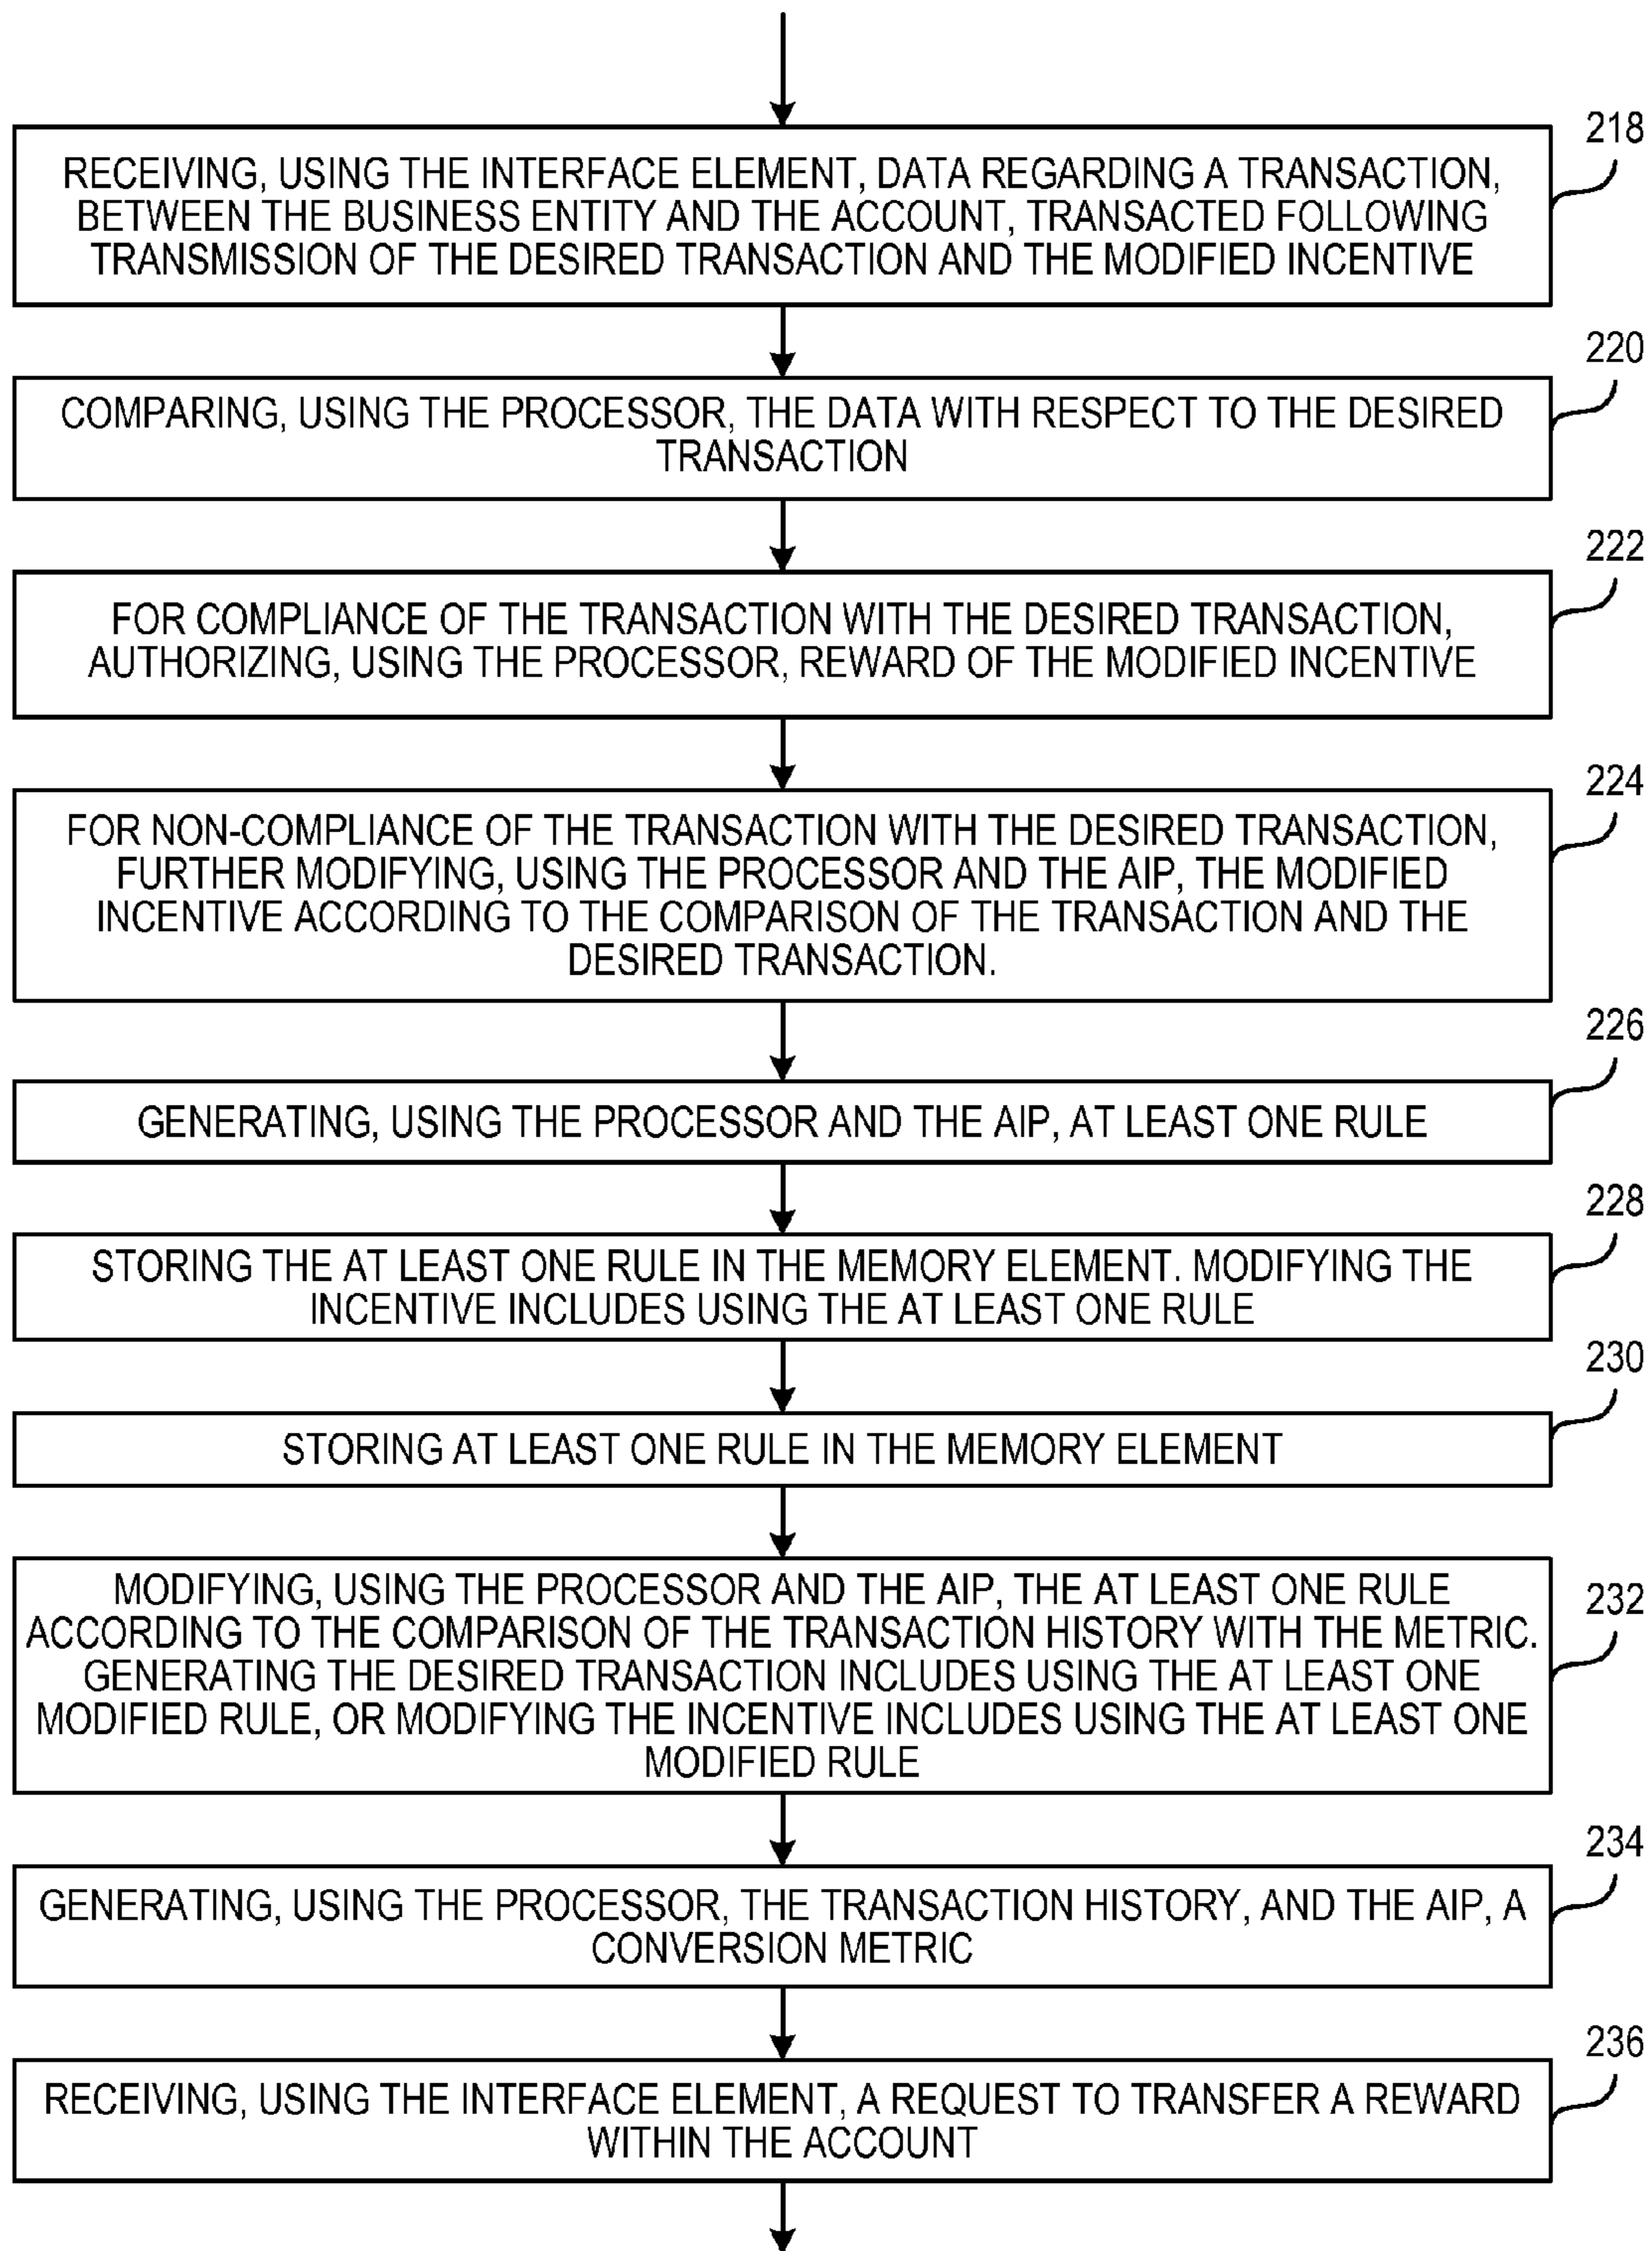 218
RECEIVING, USING THE INTERFACE ELEMENT, DATA REGARDING A TRANSACTION,
BETWEEN THE BUSINESS ENTITY AND THE ACCOUNT, TRANSACTED FOLLOWING
TRANSMISSION OF THE DESIRED TRANSACTION AND THE MODIFIED INCENTIVE
220
COMPARING, USING THE PROCESSOR, THE DATA WITH RESPECT TO THE DESIRED
TRANSACTION
222
FOR COMPLIANCE OF THE TRANSACTION WITH THE DESIRED TRANSACTION,
AUTHORIZING, USING THE PROCESSOR, REWARD OF THE MODIFIED INCENTIVE
224
FOR NON-COMPLIANCE OF THE TRANSACTION WITH THE DESIRED TRANSACTION,
FURTHER MODIFYING, USING THE PROCESSOR AND THE AIP, THE MODIFIED
INCENTIVE ACCORDING TO THE COMPARISON OF THE TRANSACTION AND THE
DESIRED TRANSACTION.
226
GENERATING, USING THE PROCESSOR AND THE AIP, AT LEAST ONE RULE
228
STORING THE AT LEAST ONE RULE IN THE MEMORY ELEMENT. MODIFYING THE
INCENTIVE INCLUDES USING THE AT LEAST ONE RULE
230
STORING AT LEAST ONE RULE IN THE MEMORY ELEMENT
232
MODIFYING, USING THE PROCESSOR AND THE AIP, THE AT LEAST ONE RULE
ACCORDING TO THE COMPARISON OF THE TRANSACTION HISTORY WITH THE METRIC.
GENERATING THE DESIRED TRANSACTION INCLUDES USING THE AT LEAST ONE
MODIFIED RULE, OR MODIFYING THE INCENTIVE INCLUDES USING THE AT LEAST ONE
MODIFIED RULE
234
GENERATING, USING THE PROCESSOR, THE TRANSACTION HISTORY, AND THE AIP, A
CONVERSION METRIC
236
RECEIVING, USING THE INTERFACE ELEMENT, A REQUEST TO TRANSFER A REWARD
WITHIN THE ACCOUNT